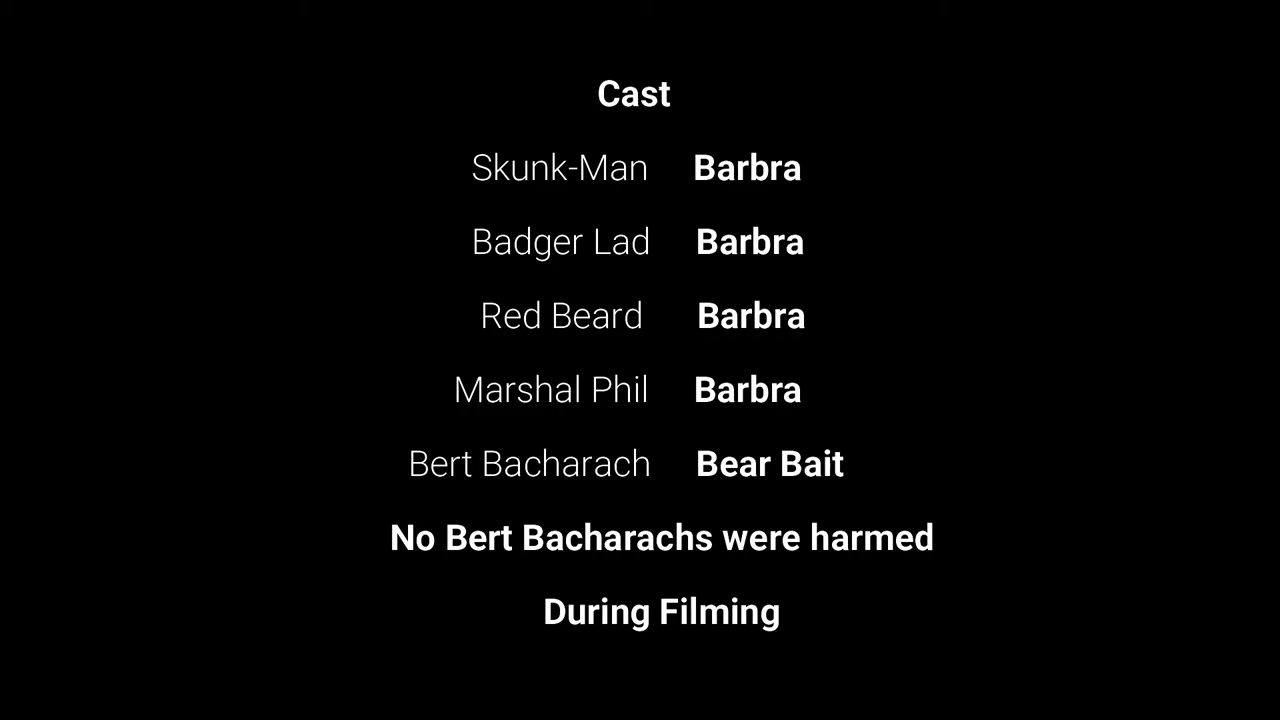 Cast
Skunk-Man Barbra
Badger Lad Barbra
Red Beard Barbra
Marshal Phil Barbra
Bert Bacharach Bear Bait
No Bert Bacharachs were harmed
During Filming